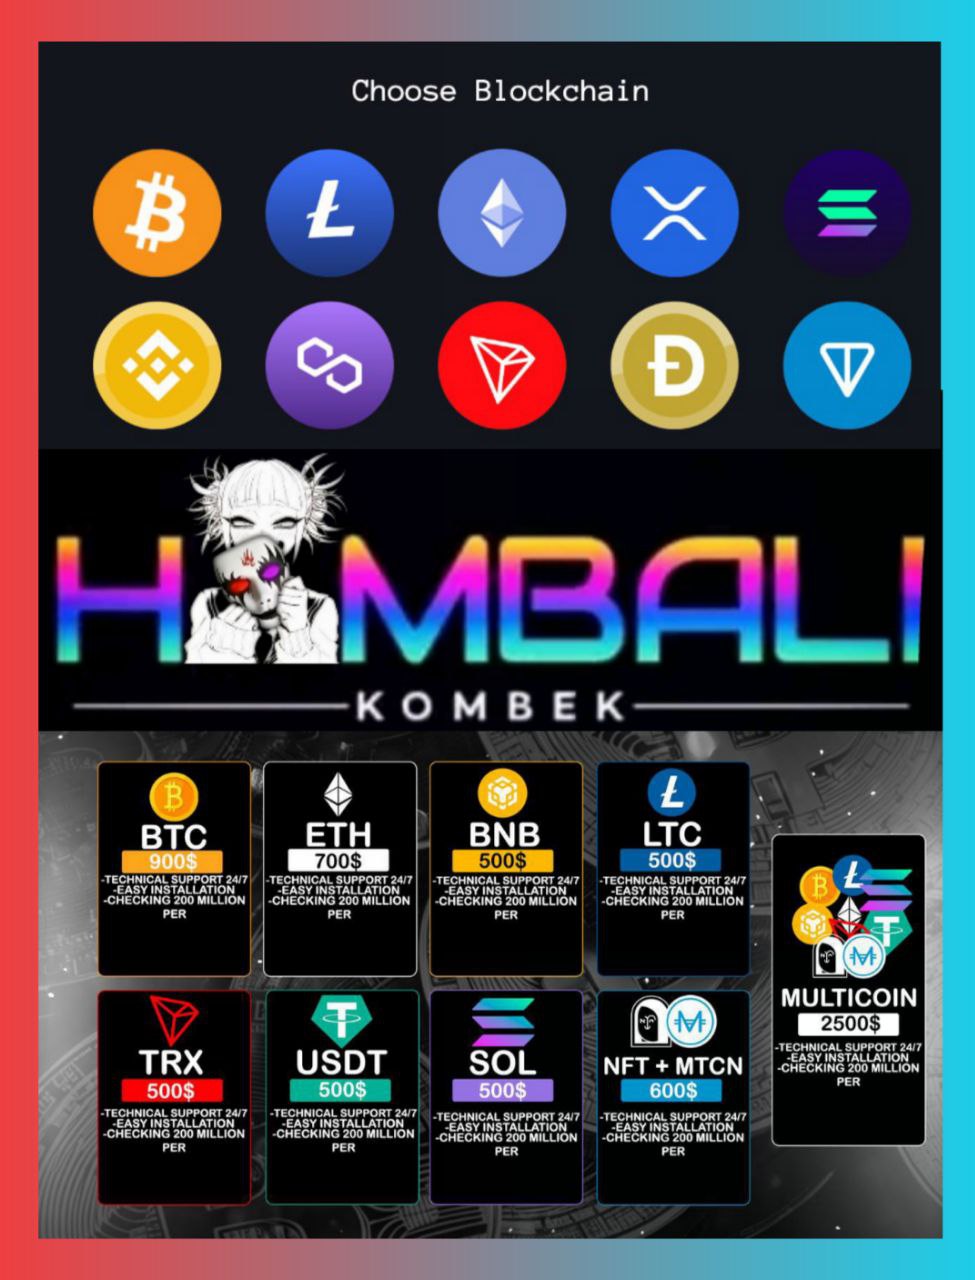 Choose Blockchain
HAMBALI
KOMBEK
BTC
900$
-TECHNICAL SUPPORT 24/7
-EASY INSTALLATION
-CHECKING 200 MILLION
PER
ETH
700$
-TECHNICAL SUPPORT 24/7
-EASY INSTALLATION
-CHECKING 200 MILLION
PER
BNB
500$
-TECHNICAL SUPPORT 24/7
-EASY INSTALLATION
-CHECKING 200 MILLION
PER
LTC
500$
-TECHNICAL SUPPORT 24/7
-EASY INSTALLATION
-CHECKING 200 MILLION
PER
TRX
500$
-TECHNICAL SUPPORT 24/7
-EASY INSTALLATION
-CHECKING 200 MILLION
PER
USDT
500$
-TECHNICAL SUPPORT 24/7
-EASY INSTALLATION
-CHECKING 200 MILLION
PER
SOL
500$
-TECHNICAL SUPPORT 24/7
-EASY INSTALLATION
-CHECKING 200 MILLION
PER
NFT + MTCN
600$
-TECHNICAL SUPPORT 24/7
-EASY INSTALLATION
-CHECKING 200 MILLION
PER
MULTICOIN
2500$
-TECHNICAL SUPPORT 24/7
-EASY INSTALLATION
-CHECKING 200 MILLION
PER